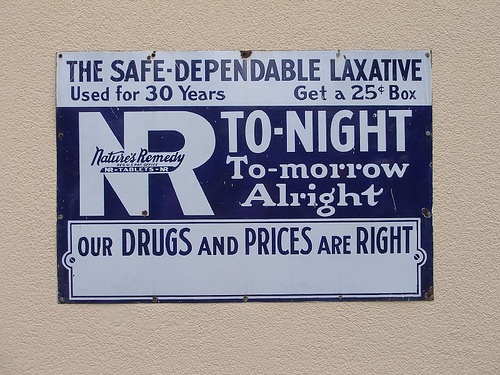 THE SAFE-DEPENDABLE LAXATIVE
Used for 30 Years Get a 25¢ Box
NR TO-NIGHT
Nature's Remedy
NR-TABLETS-NR
To-morrow
Alright
OUR DRUGS AND PRICES ARE RIGHT